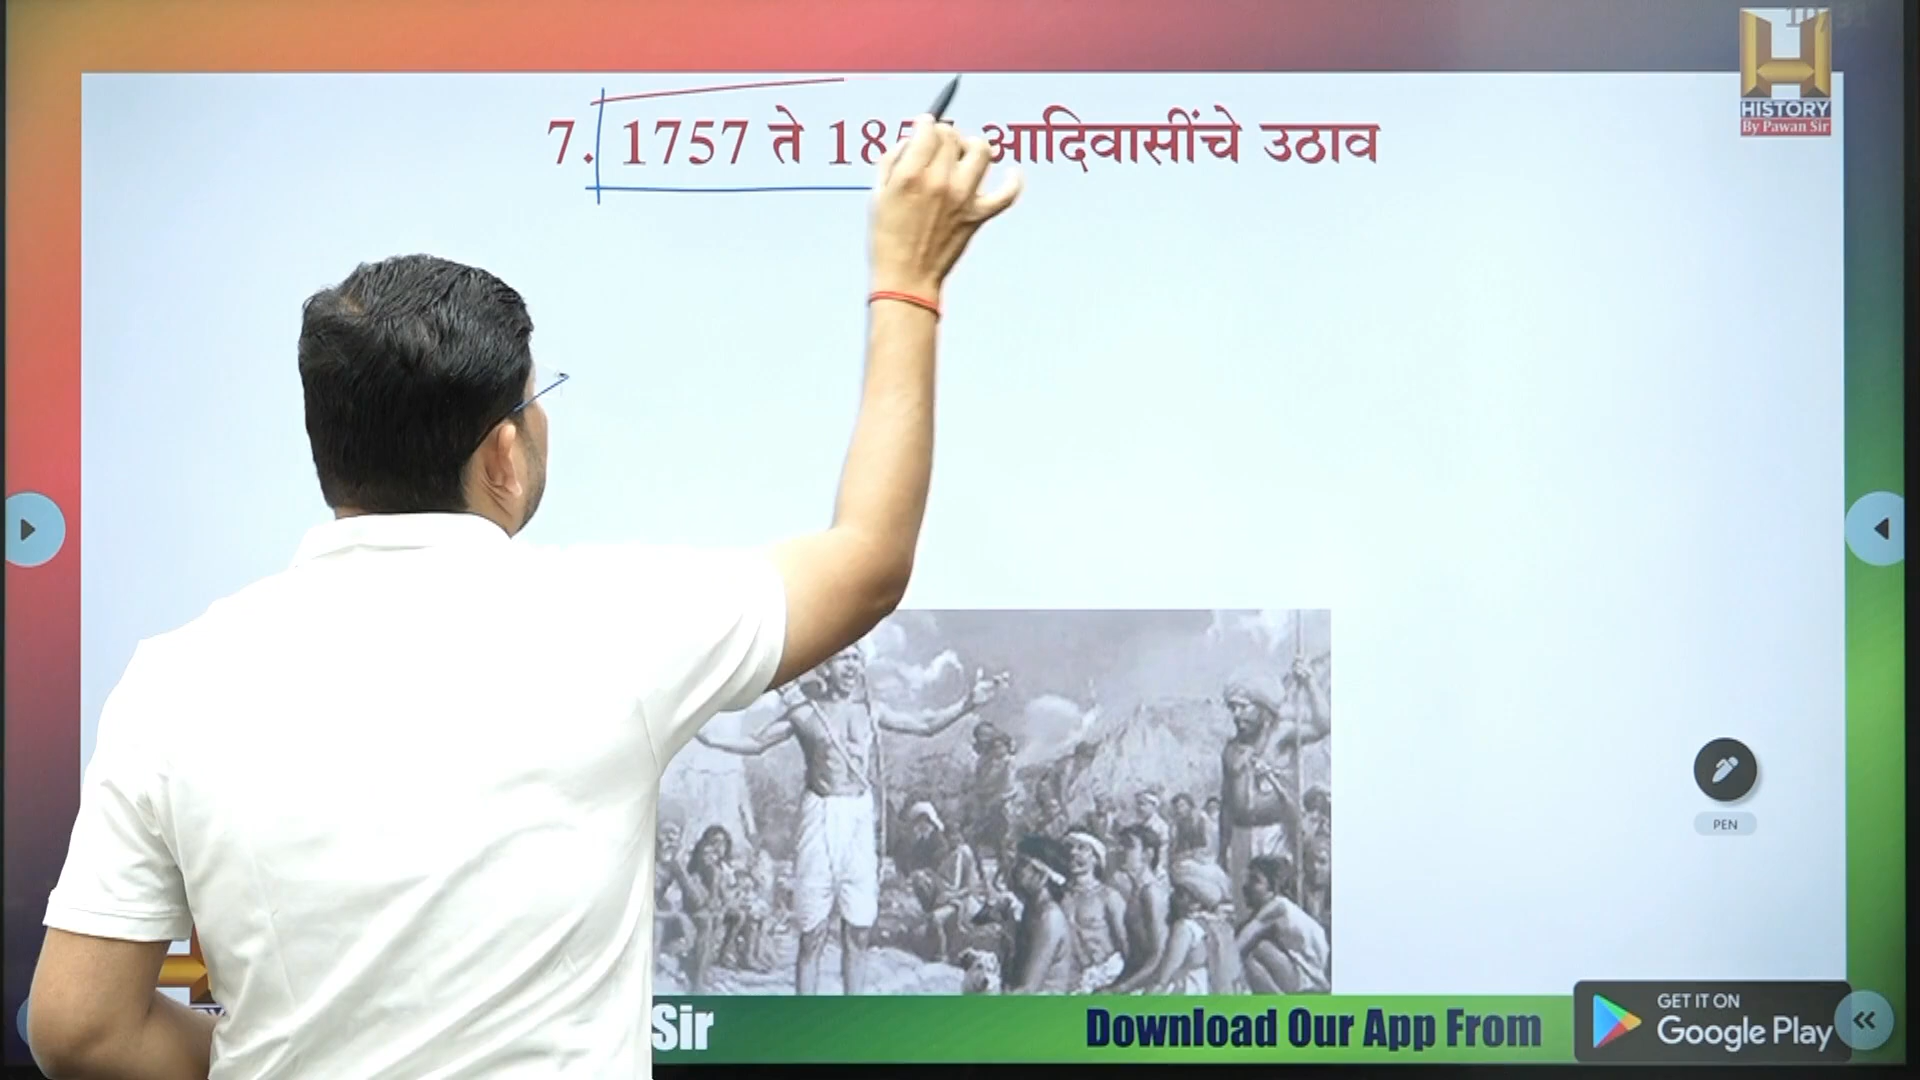 7. 1757 ते 1857 आदिवासींचे उठाव
HISTORY
By Pawan Sir
PEN
Sir
Download Our App From
GET IT ON
Google Play